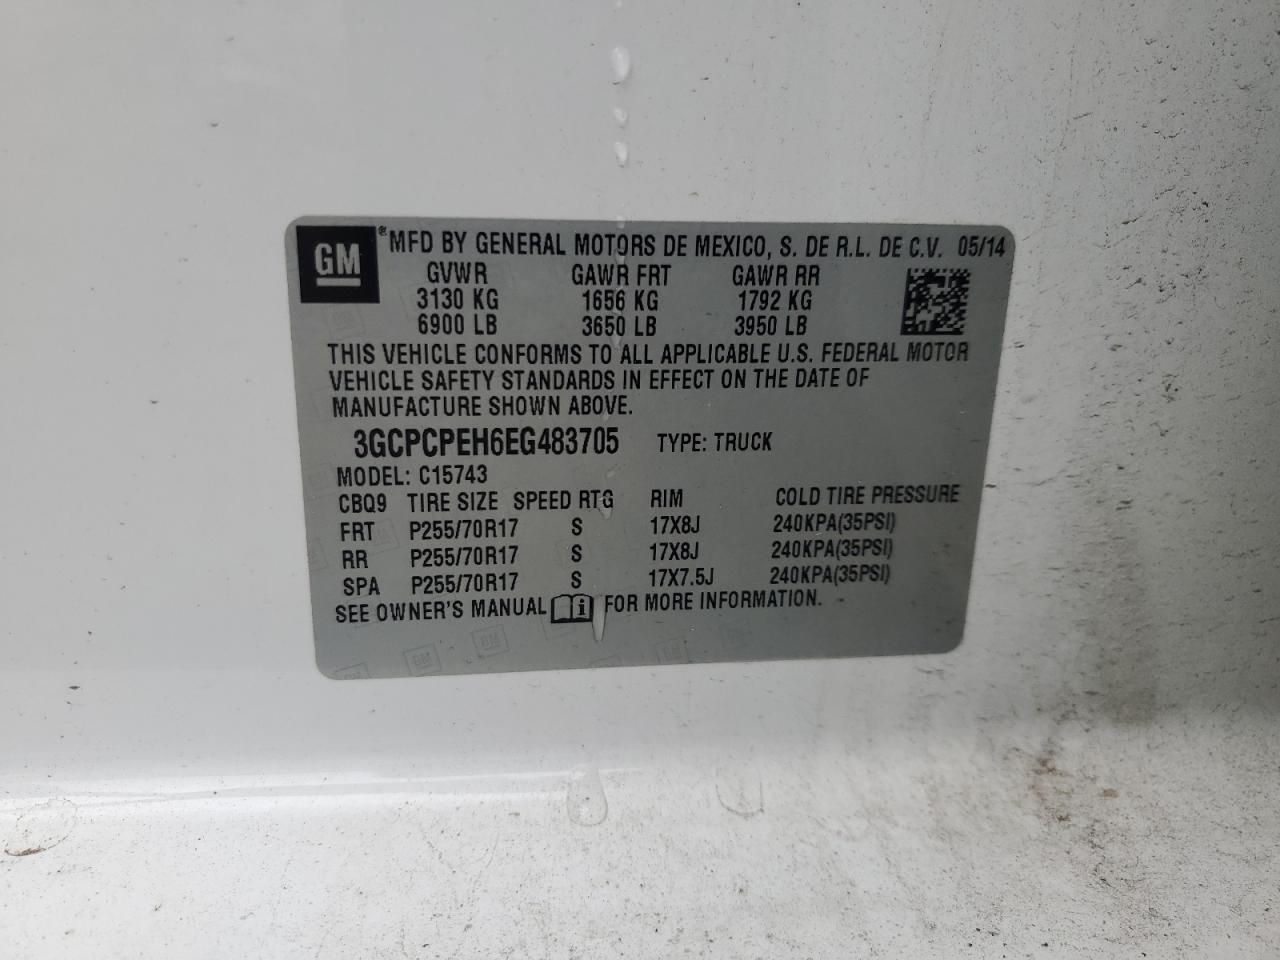 GM ® MFD BY GENERAL MOTORS DE MEXICO, S. DE R.L. DE C.V. 05/14
GVWR GAWR FRT GAWR RR
3130 KG 1656 KG 1792 KG
6900 LB 3650 LB 3950 LB
THIS VEHICLE CONFORMS TO ALL APPLICABLE U.S. FEDERAL MOTOR
VEHICLE SAFETY STANDARDS IN EFFECT ON THE DATE OF
MANUFACTURE SHOWN ABOVE.
3GCPCPEH6EG483705 TYPE: TRUCK
MODEL: C15743
CBQ9 TIRE SIZE SPEED RTG RIM COLD TIRE PRESSURE
FRT P255/70R17 S 17X8J 240KPA(35PSI)
RR P255/70R17 S 17X8J 240KPA(35PSI)
SPA P255/70R17 S 17X7.5J 240KPA(35PSI)
SEE OWNER'S MANUAL i FOR MORE INFORMATION.
GM GM GM